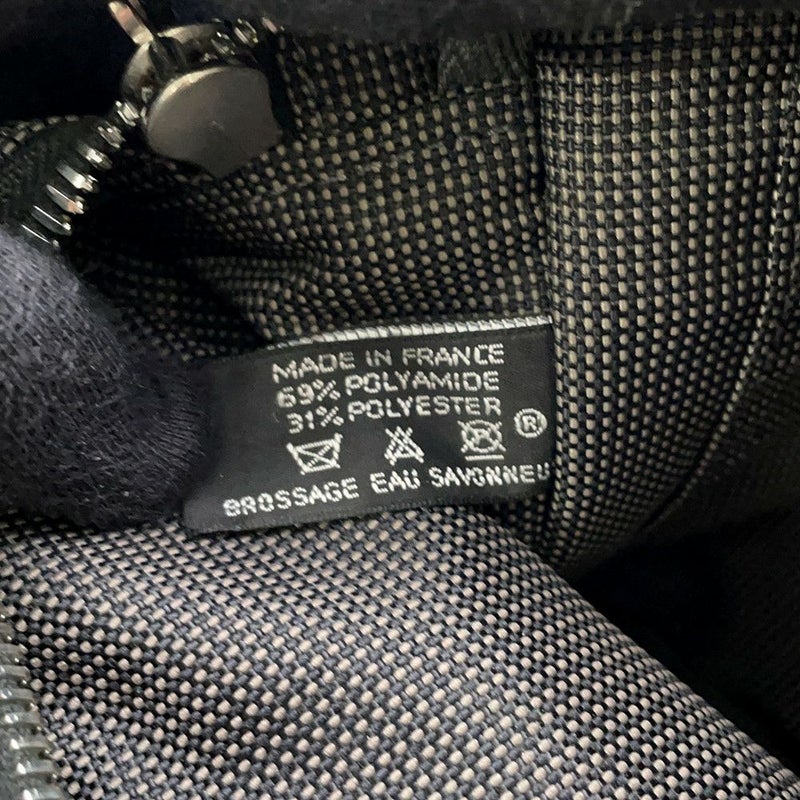 MADE IN FRANCE
69% POLYAMIDE
31% POLYESTER
P ®
BROSSAGE EAU SAVONNEU